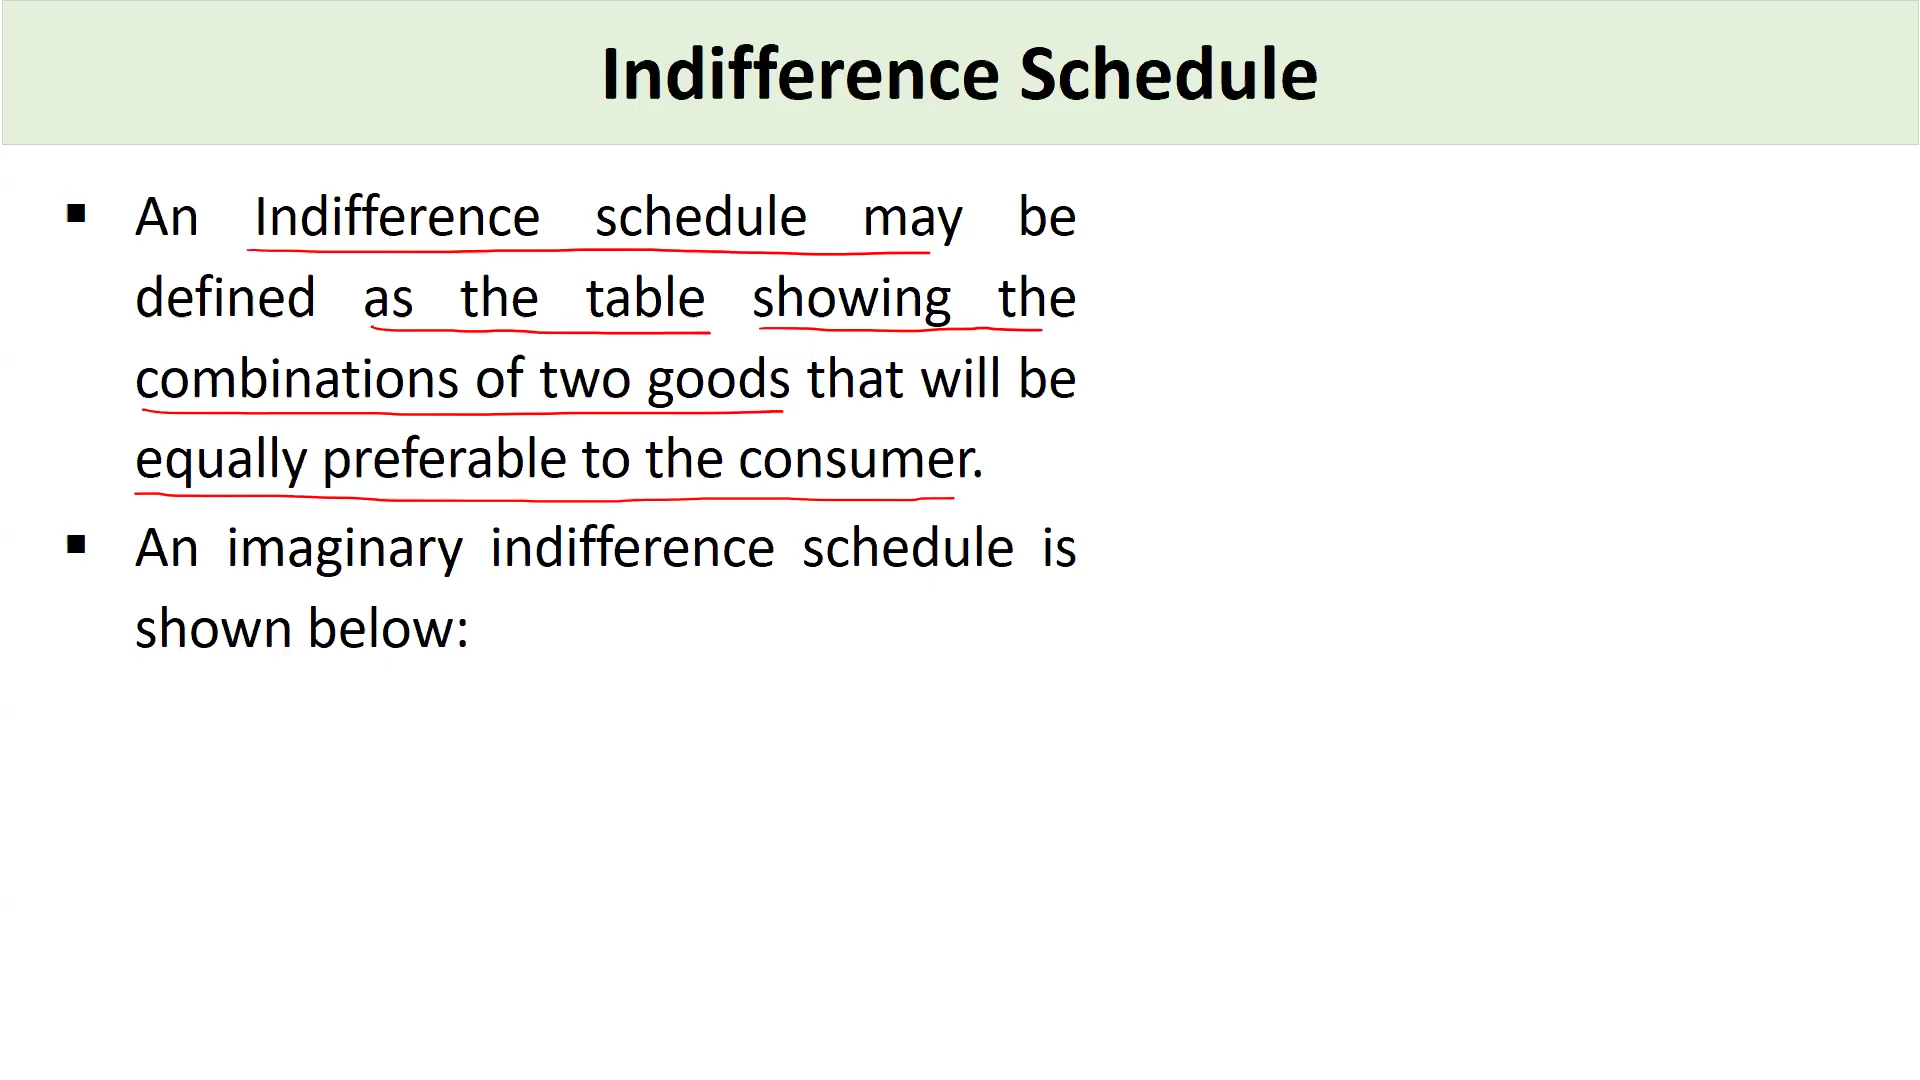 Indifference Schedule
▪ An Indifference schedule may be
defined as the table showing the
combinations of two goods that will be
equally preferable to the consumer.
▪ An imaginary indifference schedule is
shown below: